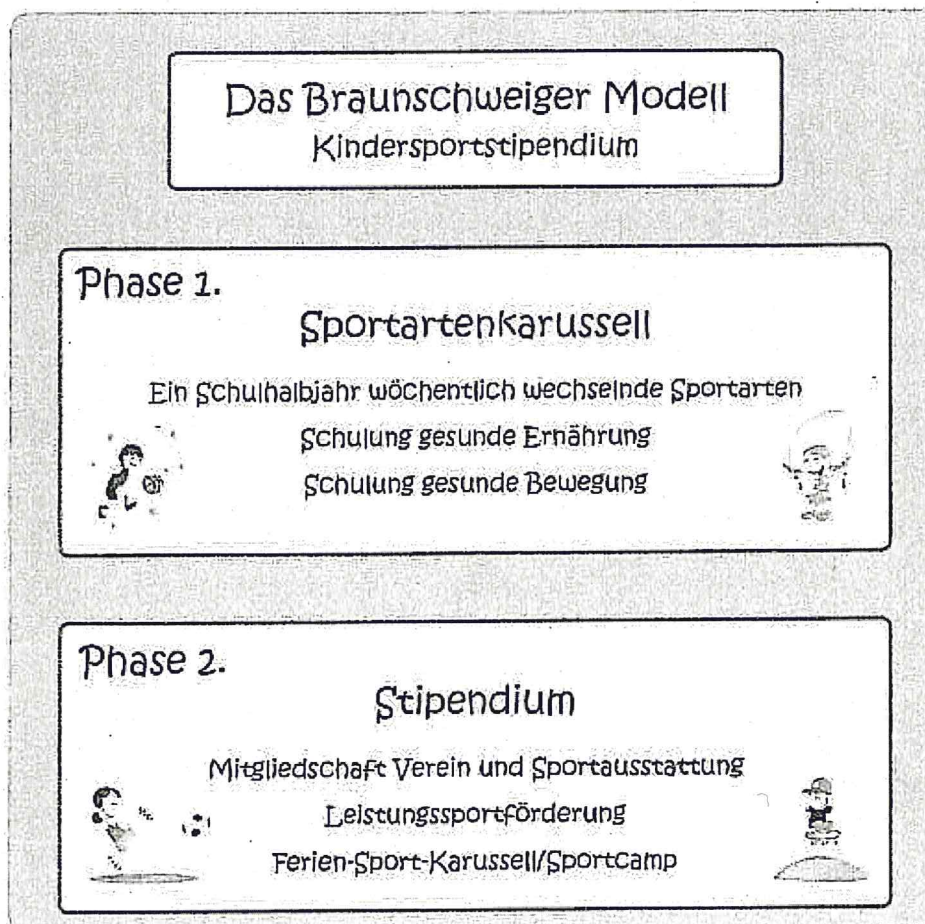 Das Braunschweiger Modell
Kindersportstipendium
Phase 1.
Sportartenkarussell
Ein Schulhalbjahr wöchentlich wechselnde Sportarten
Schulung gesunde Ernährung
Schulung gesunde Bewegung
Phase 2.
Stipendium
Mitgliedschaft Verein und Sportausstattung
Leistungssportförderung
Ferien-Sport-Karussell/Sportcamp